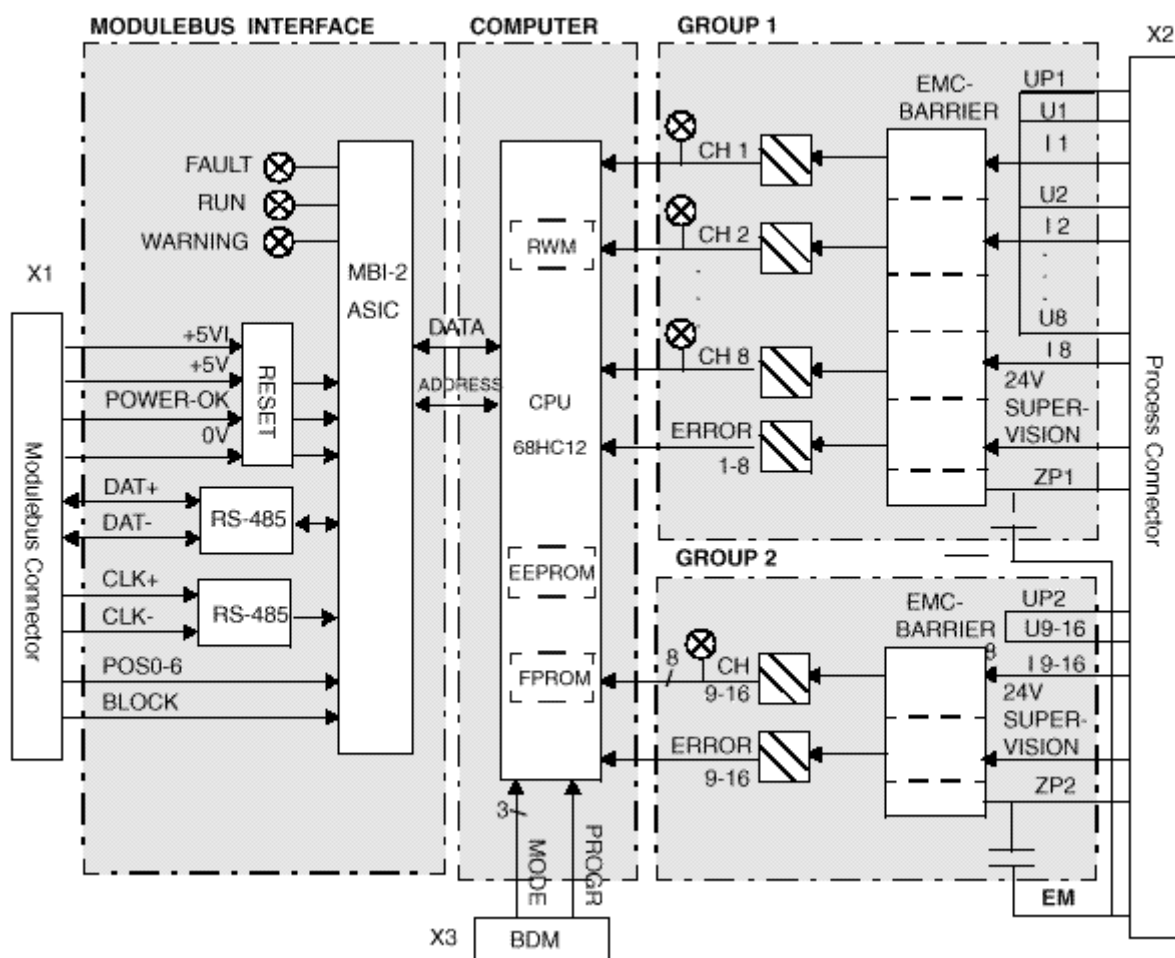 MODULEBUS INTERFACE
COMPUTER
GROUP 1
X2
EMC-
BARRIER
UP1
U1
I 1
U2
I 2
U8
I 8
24V
SUPER-
VISION
ZP1
CH 1
CH 2
CH 8
ERROR
1-8
FAULT
RUN
WARNING
MBI-2
ASIC
X1
+5VI
+5V
POWER-OK
0V
RESET
DAT+
DAT-
RS-485
CLK+
CLK-
RS-485
POS0-6
BLOCK
Modulebus Connector
DATA
ADDRESS
RWM
CPU
68HC12
EEPROM
FPROM
Process Connector
GROUP 2
EMC-
BARRIER
UP2
U9-16
8
I 9-16
24V
SUPER-
VISION
ZP2
8
CH
9-16
ERROR
9-16
EM
3
MODE
PROGR
X3
BDM